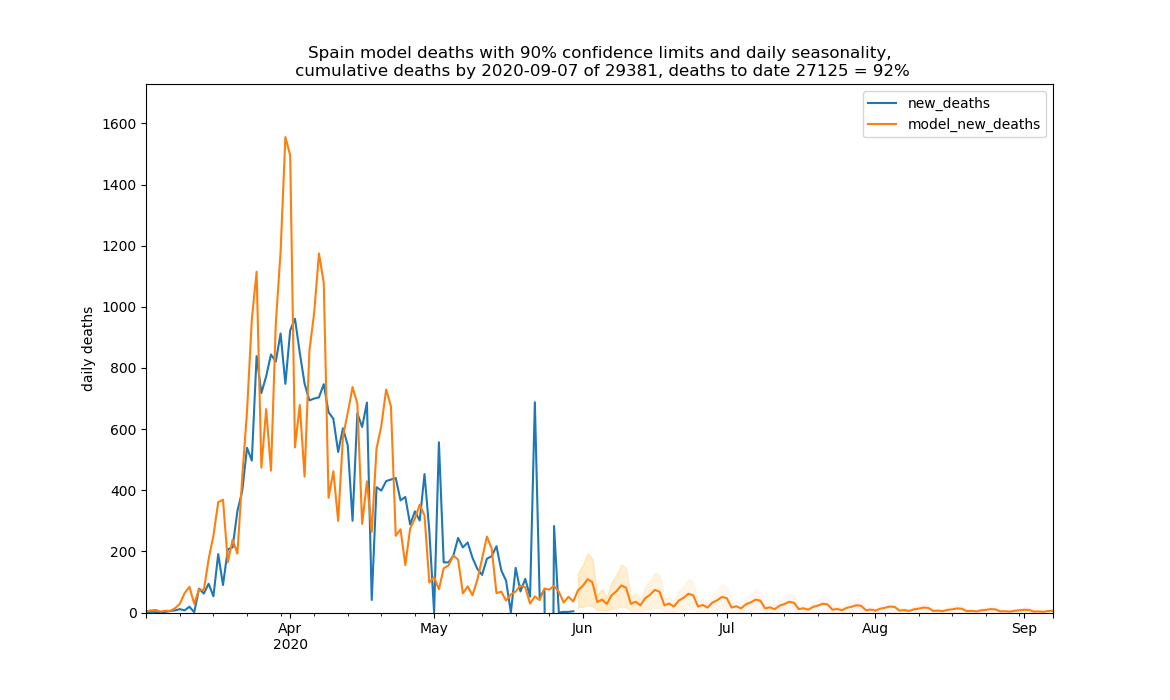 Spain model deaths with 90% confidence limits and daily seasonality,
cumulative deaths by 2020-09-07 of 29381, deaths to date 27125 = 92%
new_deaths
model_new_deaths
daily deaths
1600
1400
1200
1000
800
600
400
200
0
Apr
2020
May
Jun
Jul
Aug
Sep